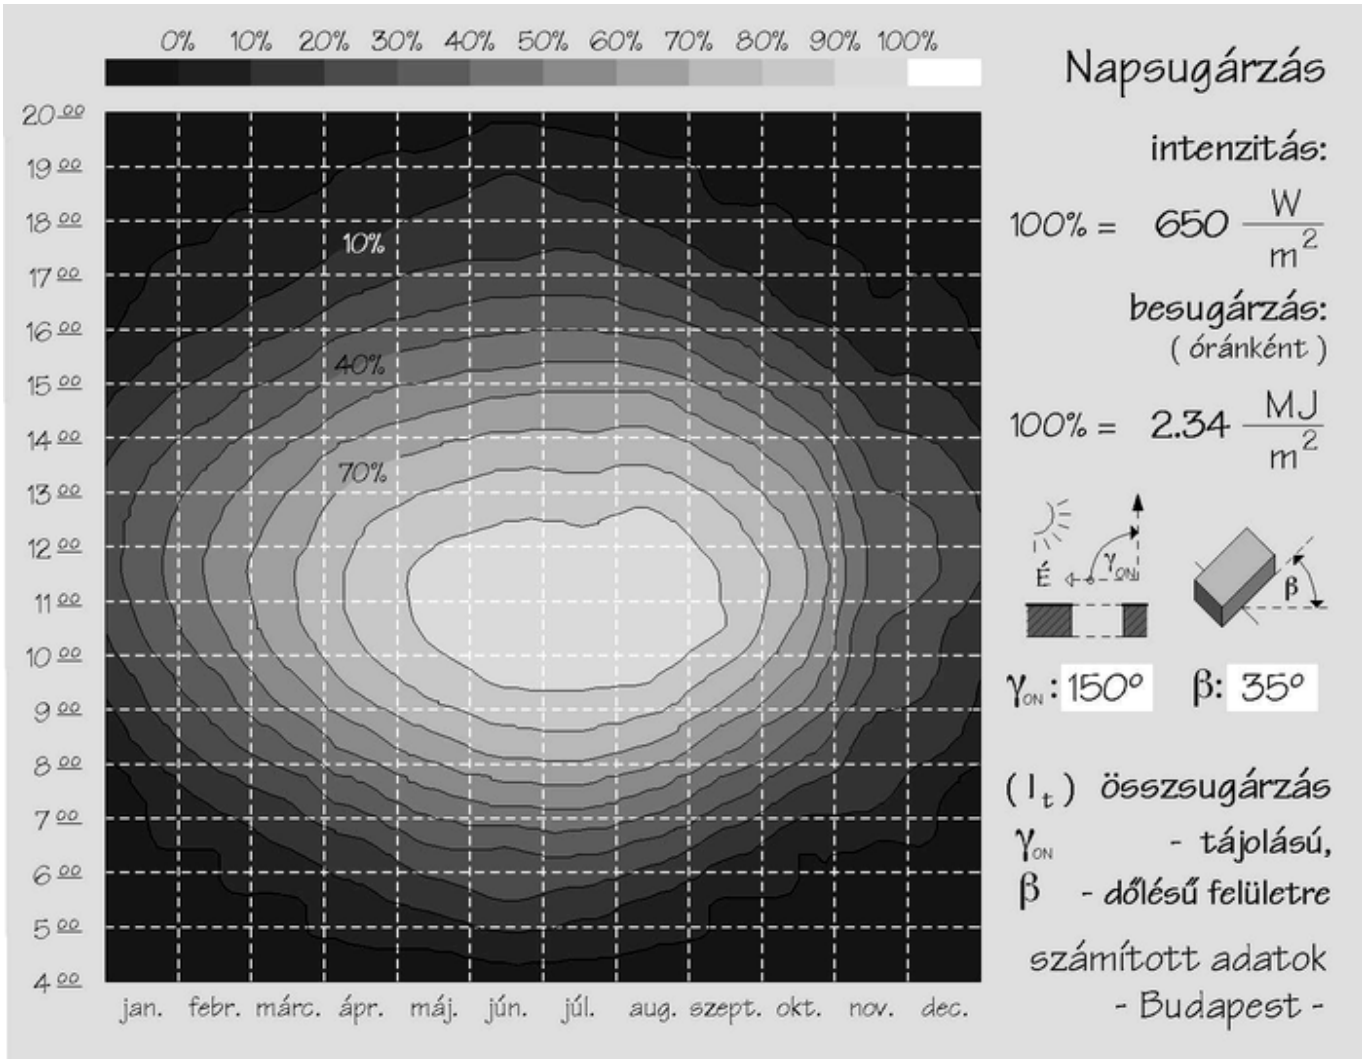 0% 10% 20% 30% 40% 50% 60% 70% 80% 90% 100%
Napsugárzás
intenzitás:
100% = 650 W/m²
besugárzás:
( óránként )
100% = 2.34 MJ/m²
20 00
19 00
18 00
17 00
16 00
15 00
14 00
13 00
12 00
11 00
10 00
9 00
8 00
7 00
6 00
5 00
4 00
10%
40%
70%
jan. febr. márc. ápr. máj. jún. júl. aug. szept. okt. nov. dec.
É γ ON
β
γ ON : 150° β: 35°
( I t ) összsugárzás
γ ON - tájolású,
β - dőlésű felületre
számított adatok
- Budapest -